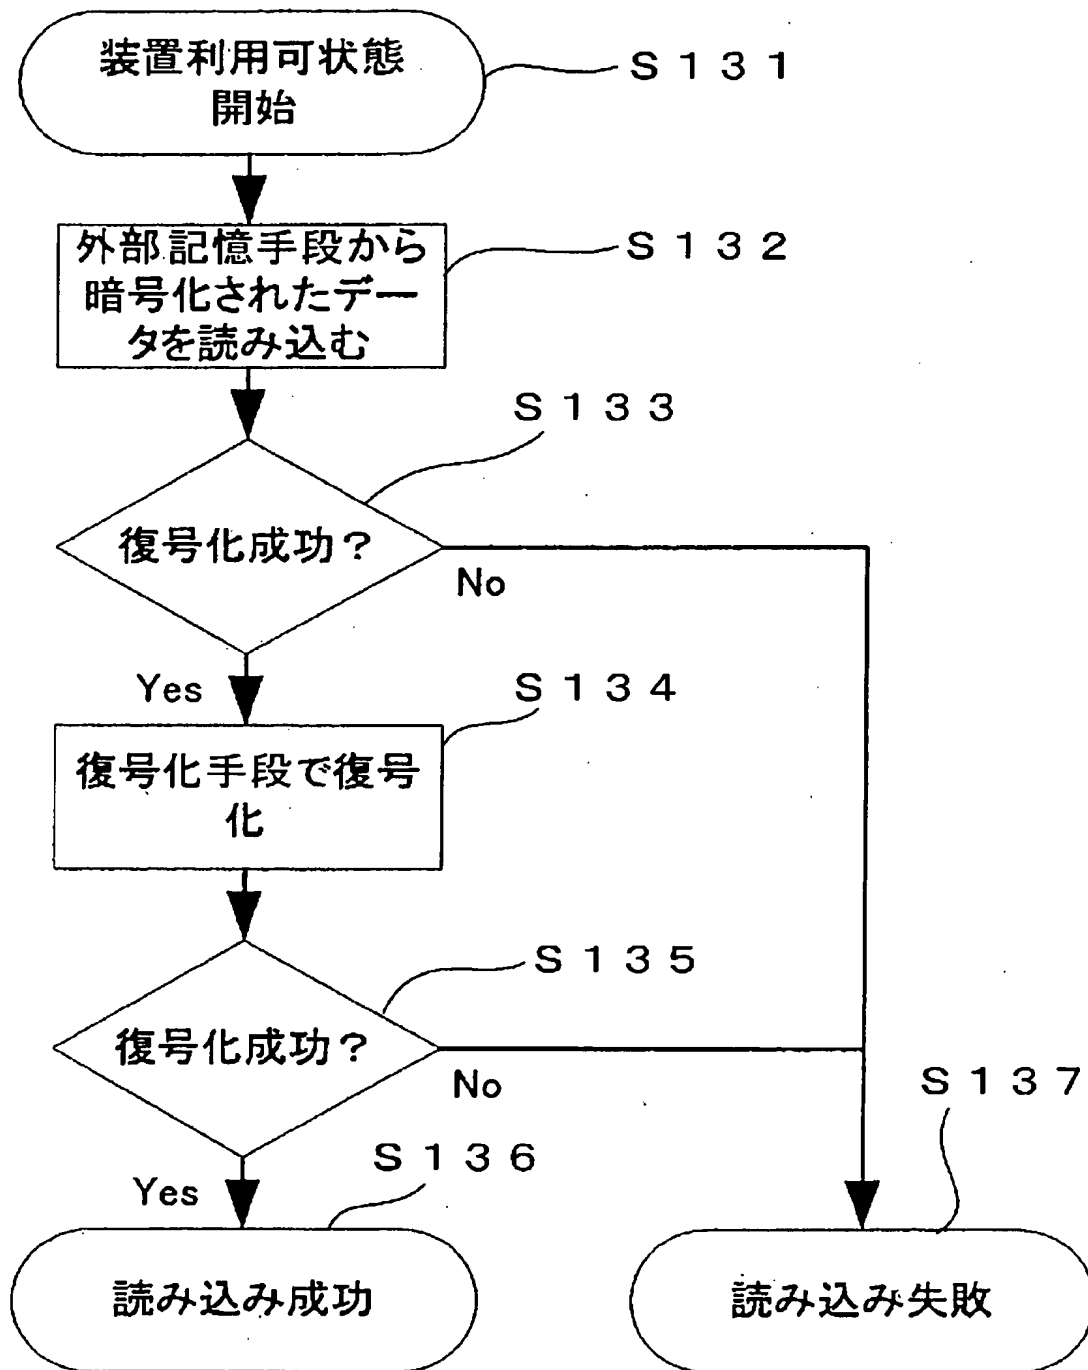 装置利用可状態
開始
S131
外部記憶手段から
暗号化されたデー
タを読み込む
S132
S133
復号化成功？
No
Yes
S134
復号化手段で復号
化
S135
復号化成功？
No
Yes
S136
S137
読み込み成功
読み込み失敗